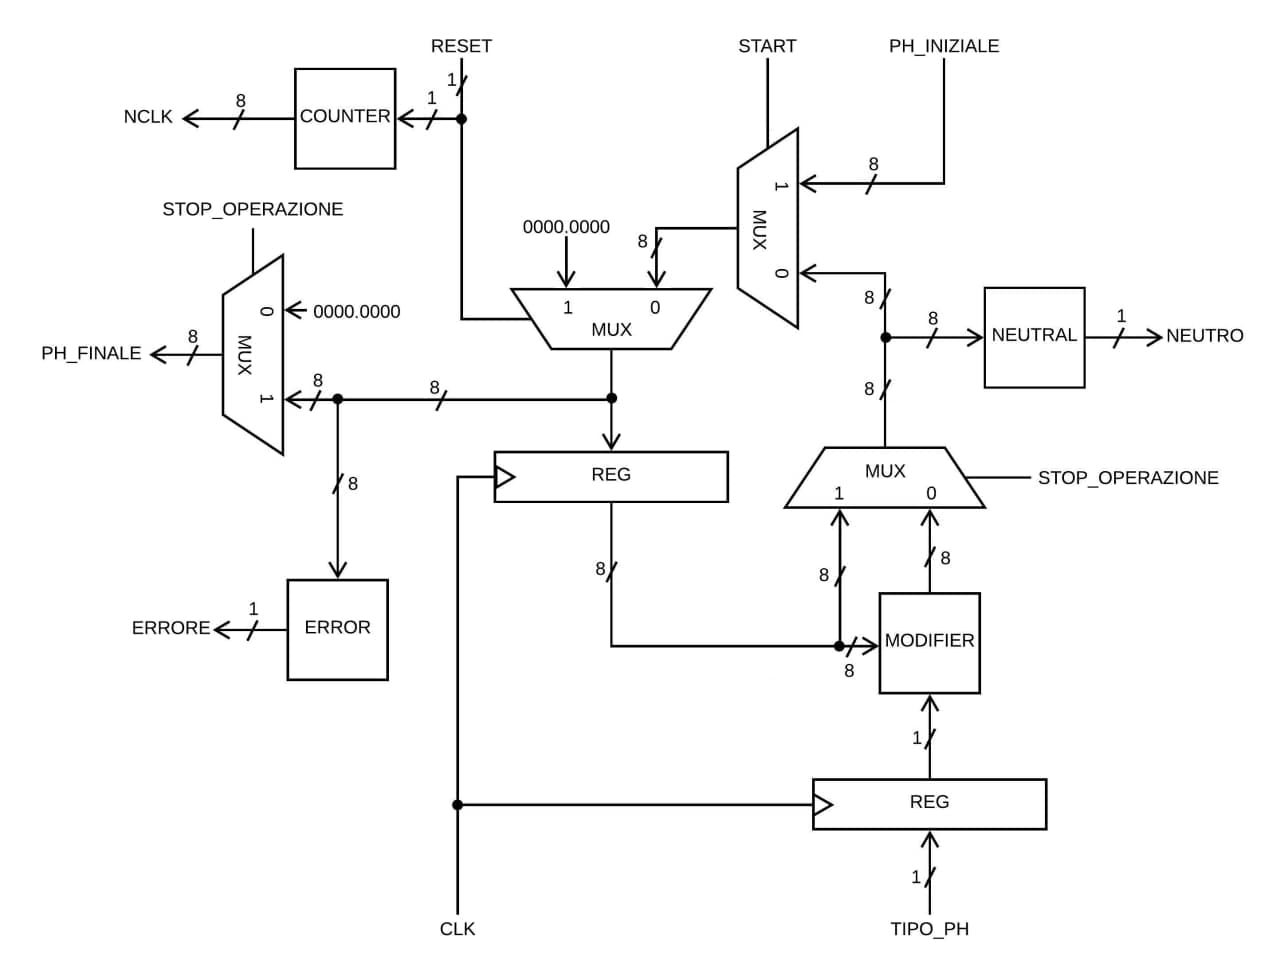 RESET
START
PH_INIZIALE
1
NCLK
8
COUNTER
1
8
1
STOP_OPERAZIONE
0000.0000
8
MUX
0
0
0000.0000
1
0
MUX
8
8
NEUTRAL
1
NEUTRO
PH_FINALE
8
MUX
1
8
8
8
MUX
1
0
STOP_OPERAZIONE
REG
8
8
8
8
ERRORE
1
ERROR
MODIFIER
8
1
REG
1
CLK
TIPO_PH